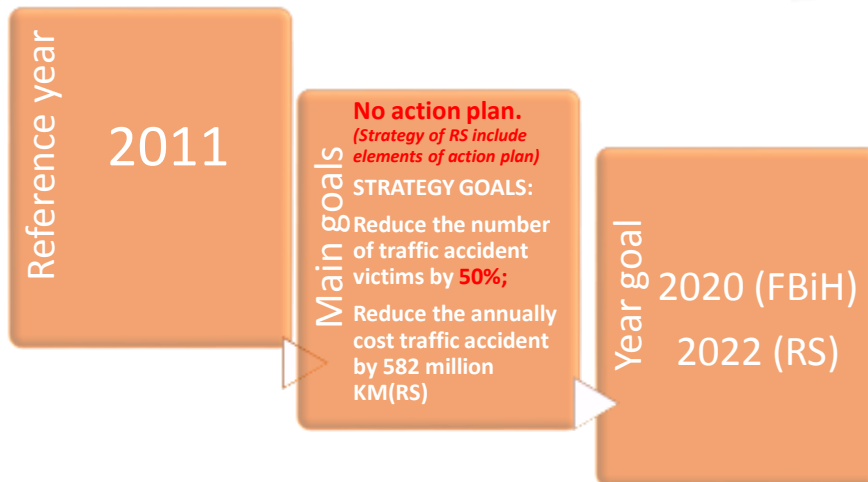 Reference year
2011
Main goals
No action plan.
(Strategy of RS include
elements of action plan)
STRATEGY GOALS:
Reduce the number
of traffic accident
victims by 50%;
Reduce the annually
cost traffic accident
by 582 million
KM(RS)
Year goal
2020 (FBiH)
2022 (RS)